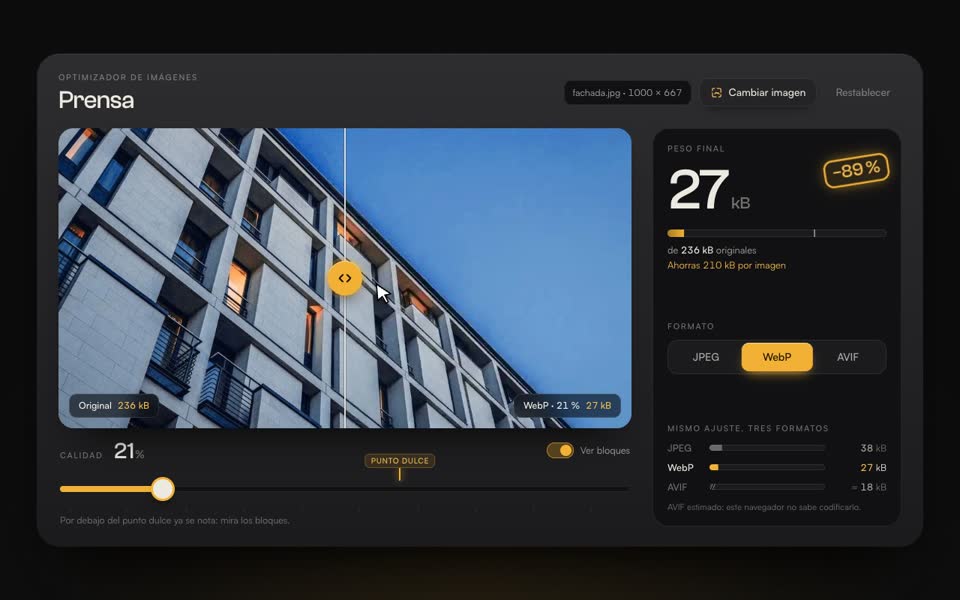 OPTIMIZADOR DE IMÁGENES
Prensa
fachada.jpg · 1000 × 667
Cambiar imagen
Restablecer
Original 236 kB
WebP · 21 % 27 kB
CALIDAD 21%
PUNTO DULCE
Ver bloques
Por debajo del punto dulce ya se nota: mira los bloques.
PESO FINAL
27 kB
−89 %
de 236 kB originales
Ahorras 210 kB por imagen
FORMATO
JPEG WebP AVIF
MISMO AJUSTE, TRES FORMATOS
JPEG 38 kB
WebP 27 kB
AVIF ≈ 18 kB
AVIF estimado: este navegador no sabe codificarlo.